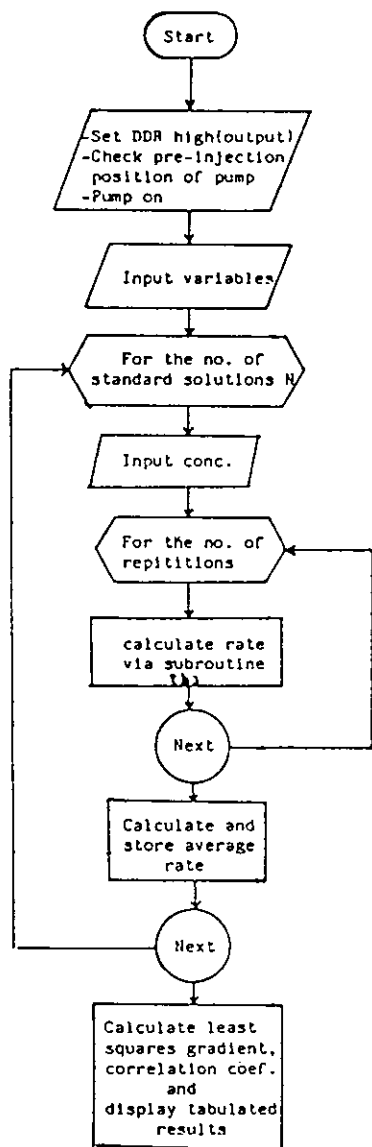 Start
-Set DDR high(output)
-Check pre-injection
position of pump
-Pump on
Input variables
For the no. of
standard solutions N
Input conc.
For the no. of
repititions
calculate rate
via subroutine
Next
Calculate and
store average
rate
Next
Calculate least
squares gradient,
correlation coef.
and
display tabulated
results